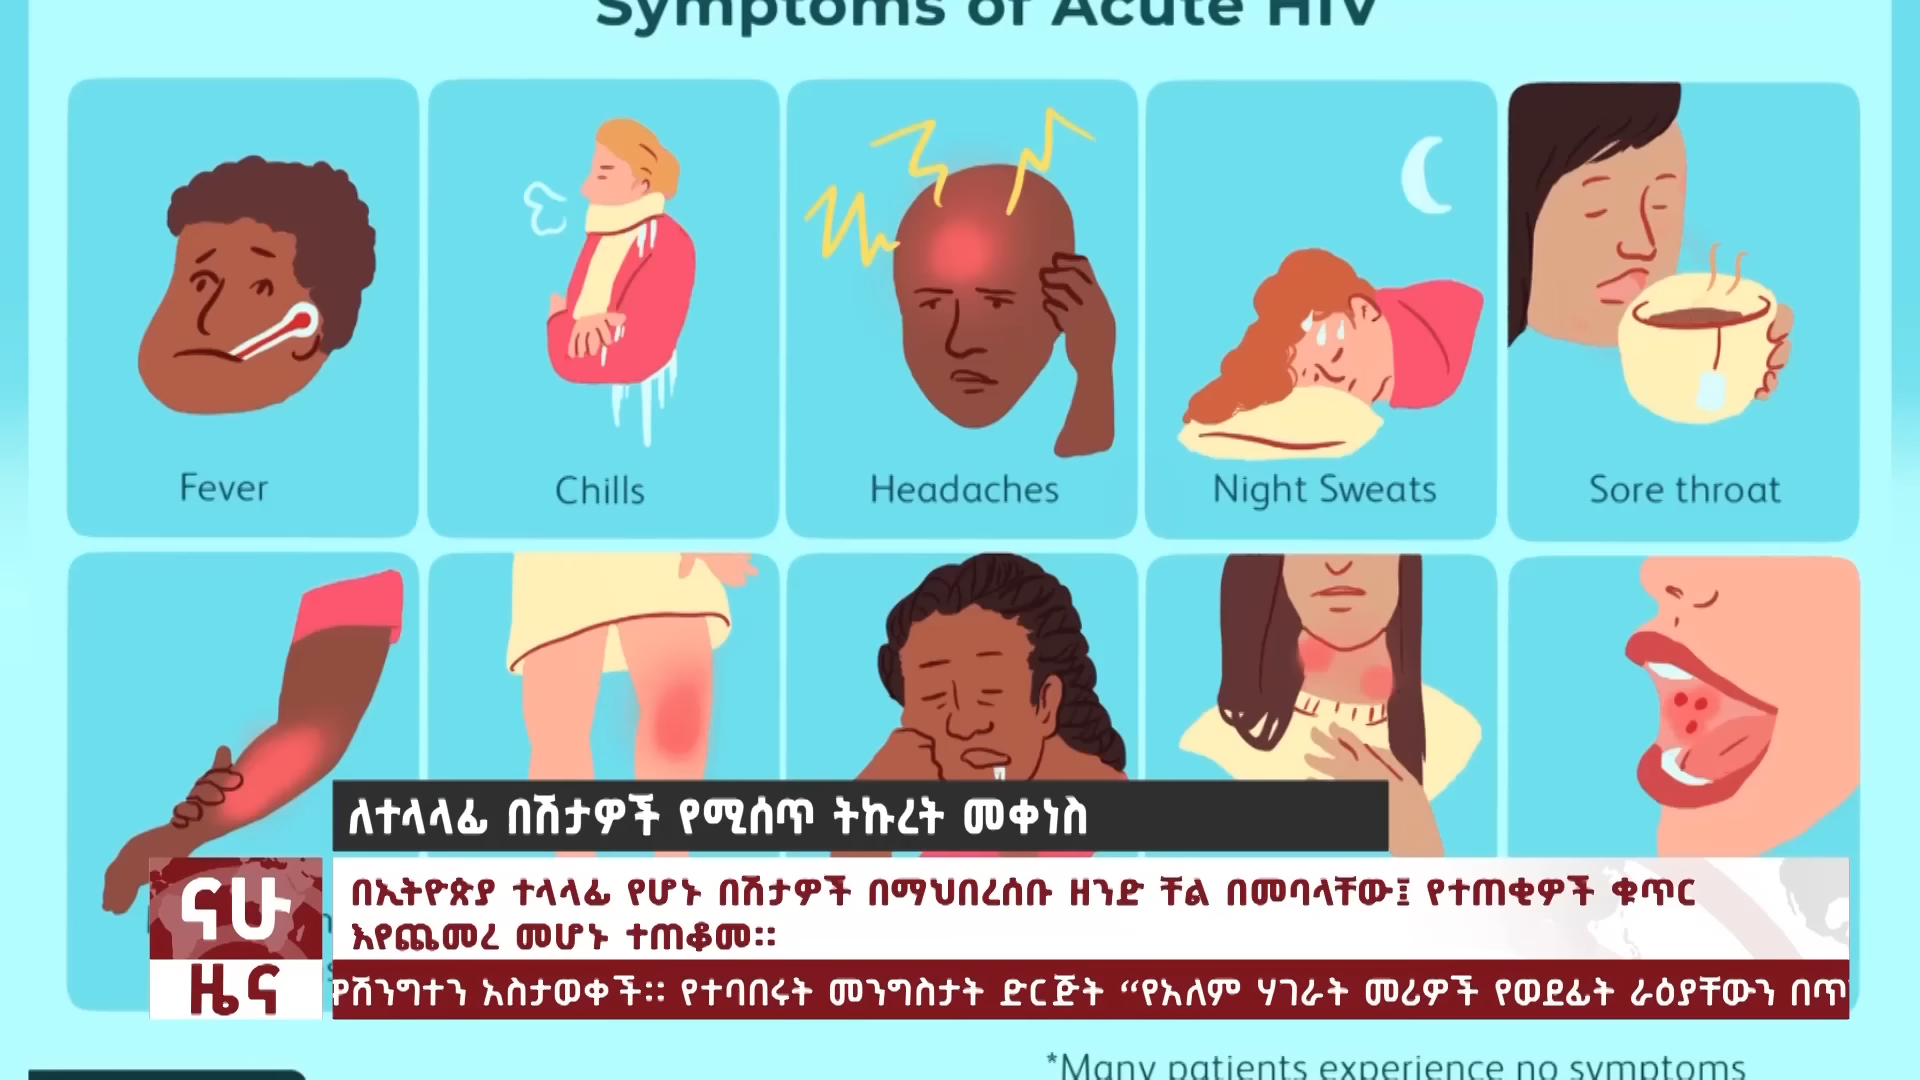 Symptoms of Acute HIV
Fever
Chills
Headaches
Night Sweats
Sore throat
ለተላላፊ በሽታዎች የሚሰጥ ትኩረት መቀነስ
በኢትዮጵያ ተላላፊ የሆኑ በሽታዎች በማህበረሰቡ ዘንድ ቸል በመባላቸው፤ የተጠቂዎች ቁጥር
እየጨመረ መሆኑ ተጠቆመ።
ናሁ
ዜና
ዋሽንግተን አስታወቀች። የተባበሩት መንግስታት ድርጅት “የአለም ሃገራት መሪዎች የወደፊት ራዕያቸውን
*Many patients experience no symptoms